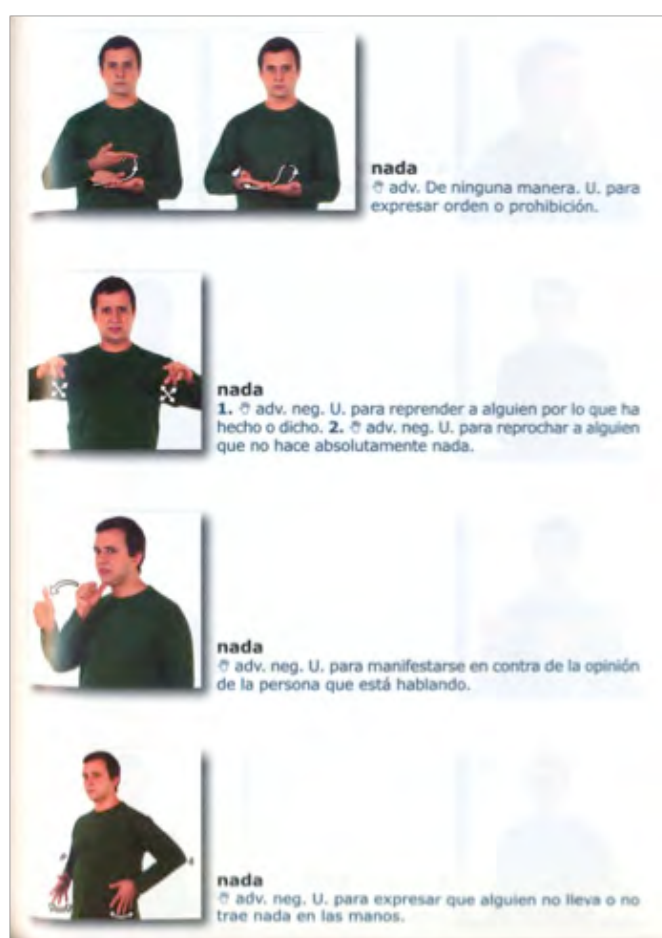 nada
adv. De ninguna manera. U. para
expresar orden o prohibición.
nada
1. adv. neg. U. para reprender a alguien por lo que ha
hecho o dicho. 2. adv. neg. U. para reprochar a alguien
que no hace absolutamente nada.
nada
adv. neg. U. para manifestarse en contra de la opinión
de la persona que está hablando.
nada
adv. neg. U. para expresar que alguien no lleva o no
trae nada en las manos.